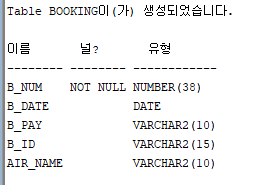 Table BOOKING이(가) 생성되었습니다.
이름 널? 유형
-------- -------- ------------
B_NUM NOT NULL NUMBER(38)
B_DATE DATE
B_PAY VARCHAR2(10)
B_ID VARCHAR2(15)
AIR_NAME VARCHAR2(10)